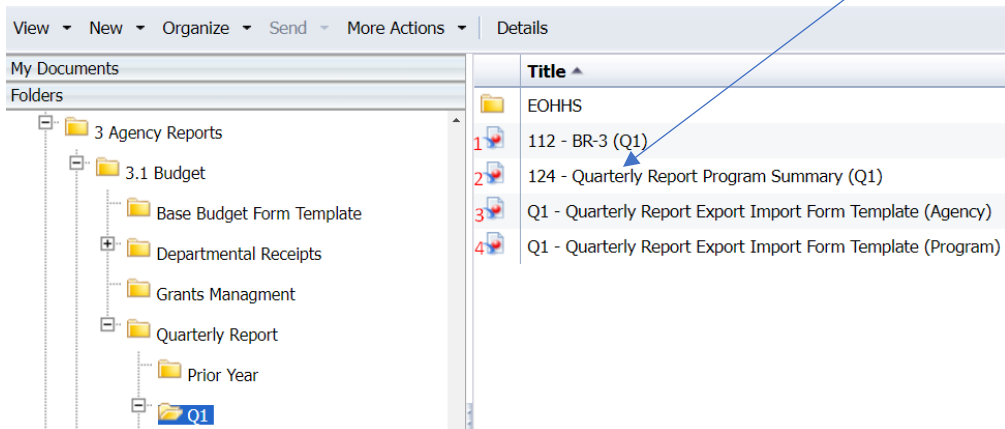 View New Organize Send More Actions Details
My Documents
Folders
3 Agency Reports
3.1 Budget
Base Budget Form Template
Departmental Receipts
Grants Managment
Quarterly Report
Prior Year
Q1
Title
EOHHS
1 112 - BR-3 (Q1)
2 124 - Quarterly Report Program Summary (Q1)
3 Q1 - Quarterly Report Export Import Form Template (Agency)
4 Q1 - Quarterly Report Export Import Form Template (Program)